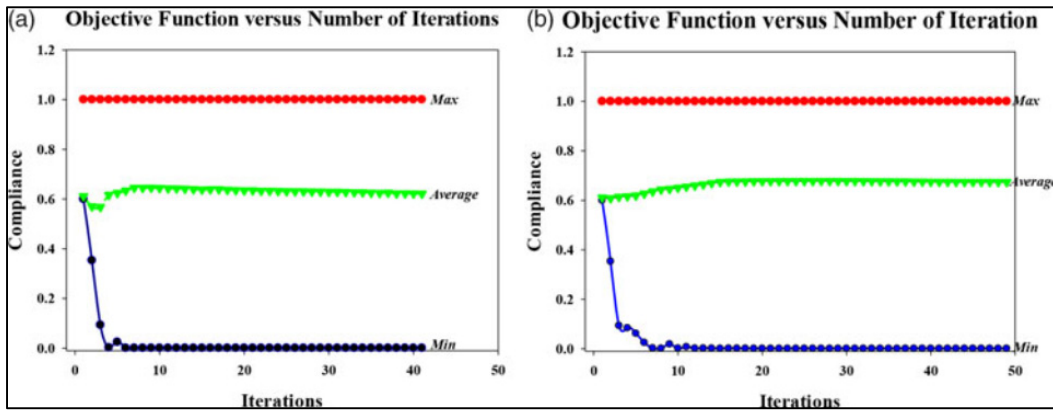 (a) Objective Function versus Number of Iterations
1.2
1.0
0.8
0.6
0.4
0.2
0.0
Compliance
Max
Average
Min
0 10 20 30 40 50
Iterations
(b) Objective Function versus Number of Iteration
1.2
1.0
0.8
0.6
0.4
0.2
0.0
Compliance
Max
Average
Min
0 10 20 30 40 50
Iterations